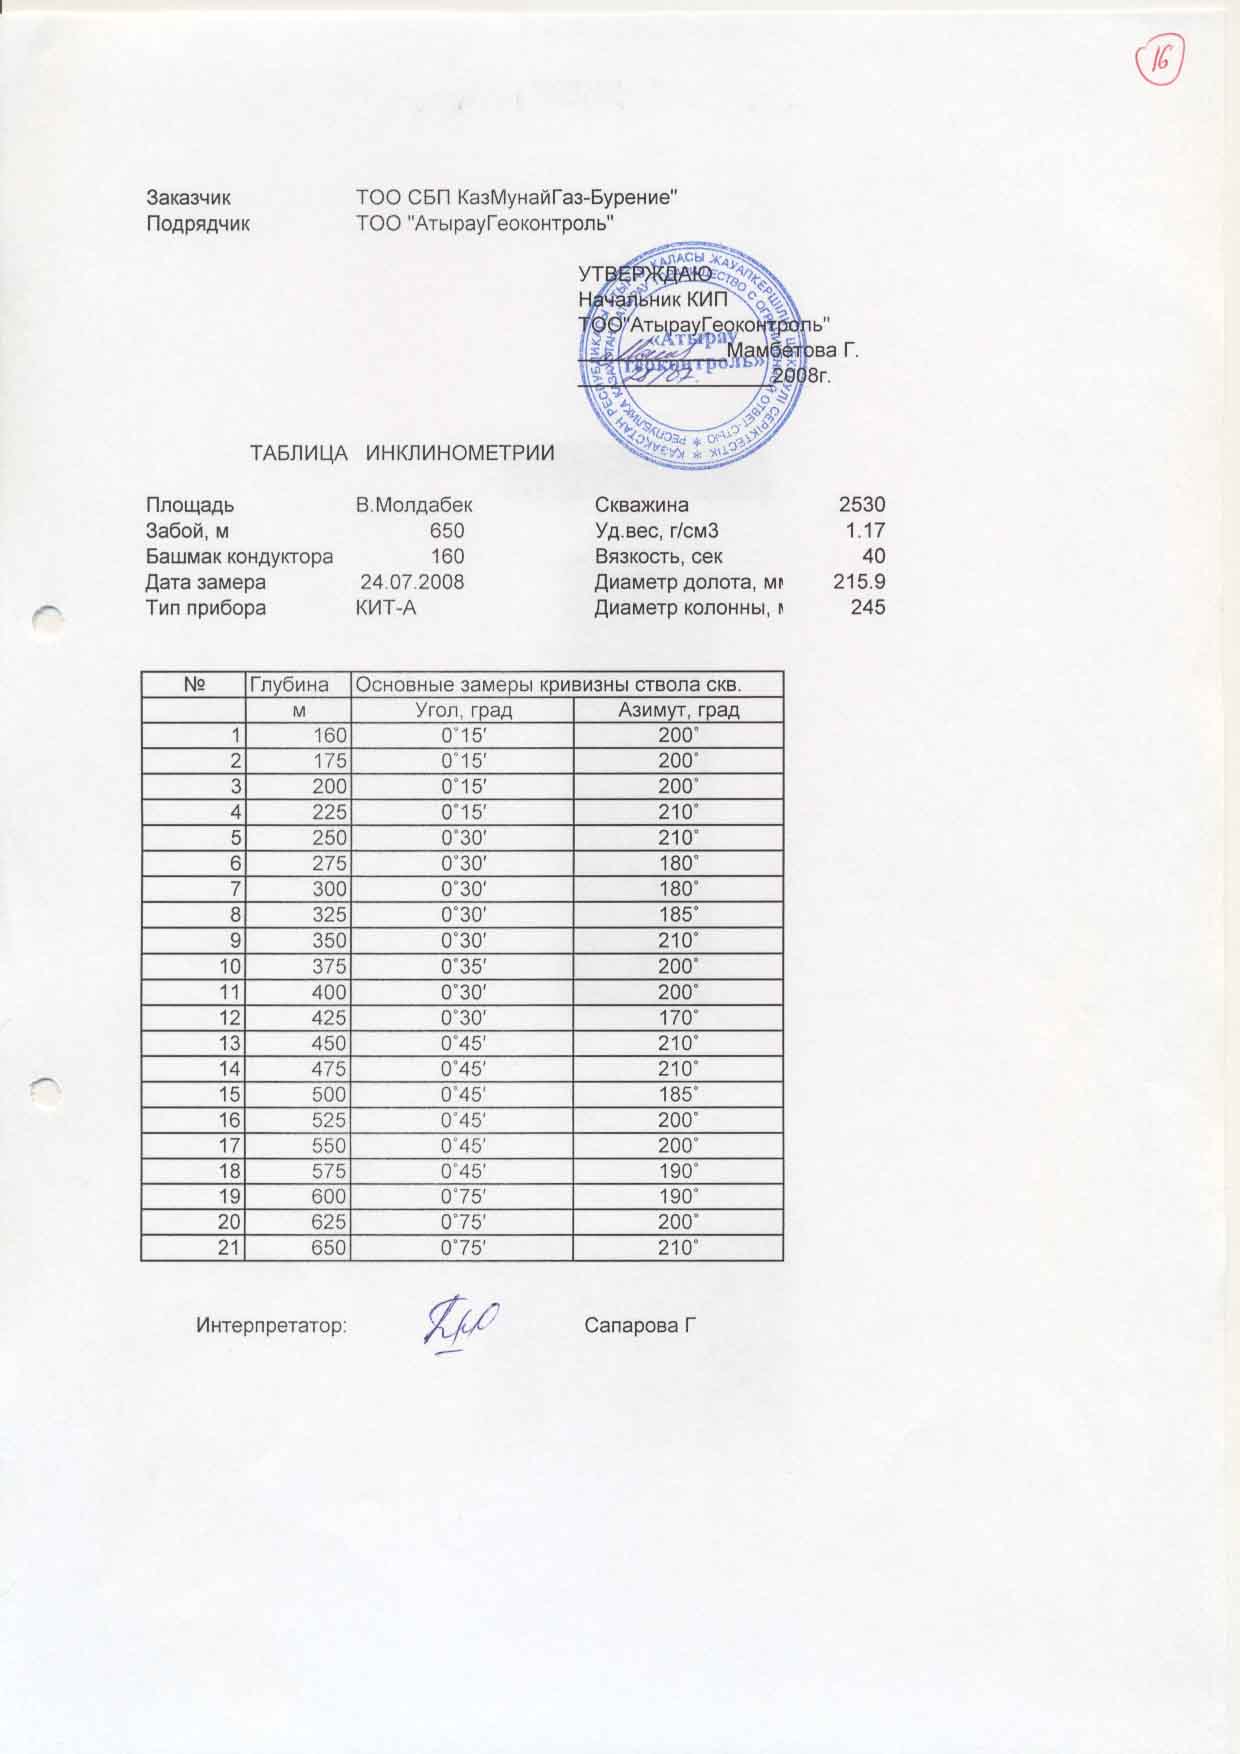 16
Заказчик ТОО СБП КазМунайГаз-Бурение"
Подрядчик ТОО "АтырауГеоконтроль"
УТВЕРЖДАЮ
Начальник КИП
ТОО"АтырауГеоконтроль"
Мамбетова Г.
25/07. 2008г.
«Атырау
геоконтроль»
ТАБЛИЦА ИНКЛИНОМЕТРИИ
Площадь В.Молдабек Скважина 2530
Забой, м 650 Уд.вес, г/см3 1.17
Башмак кондуктора 160 Вязкость, сек 40
Дата замера 24.07.2008 Диаметр долота, мм 215.9
Тип прибора КИТ-А Диаметр колонны, 245
№ Глубина Основные замеры кривизны ствола скв.
м Угол, град Азимут, град
1 160 0˚15' 200˚
2 175 0˚15' 200˚
3 200 0˚15' 200˚
4 225 0˚15' 210˚
5 250 0˚30' 210˚
6 275 0˚30' 180˚
7 300 0˚30' 180˚
8 325 0˚30' 185˚
9 350 0˚30' 210˚
10 375 0˚35' 200˚
11 400 0˚30' 200˚
12 425 0˚30' 170˚
13 450 0˚45' 210˚
14 475 0˚45' 210˚
15 500 0˚45' 185˚
16 525 0˚45' 200˚
17 550 0˚45' 200˚
18 575 0˚45' 190˚
19 600 0˚75' 190˚
20 625 0˚75' 200˚
21 650 0˚75' 210˚
Интерпретатор: Сапарова Г